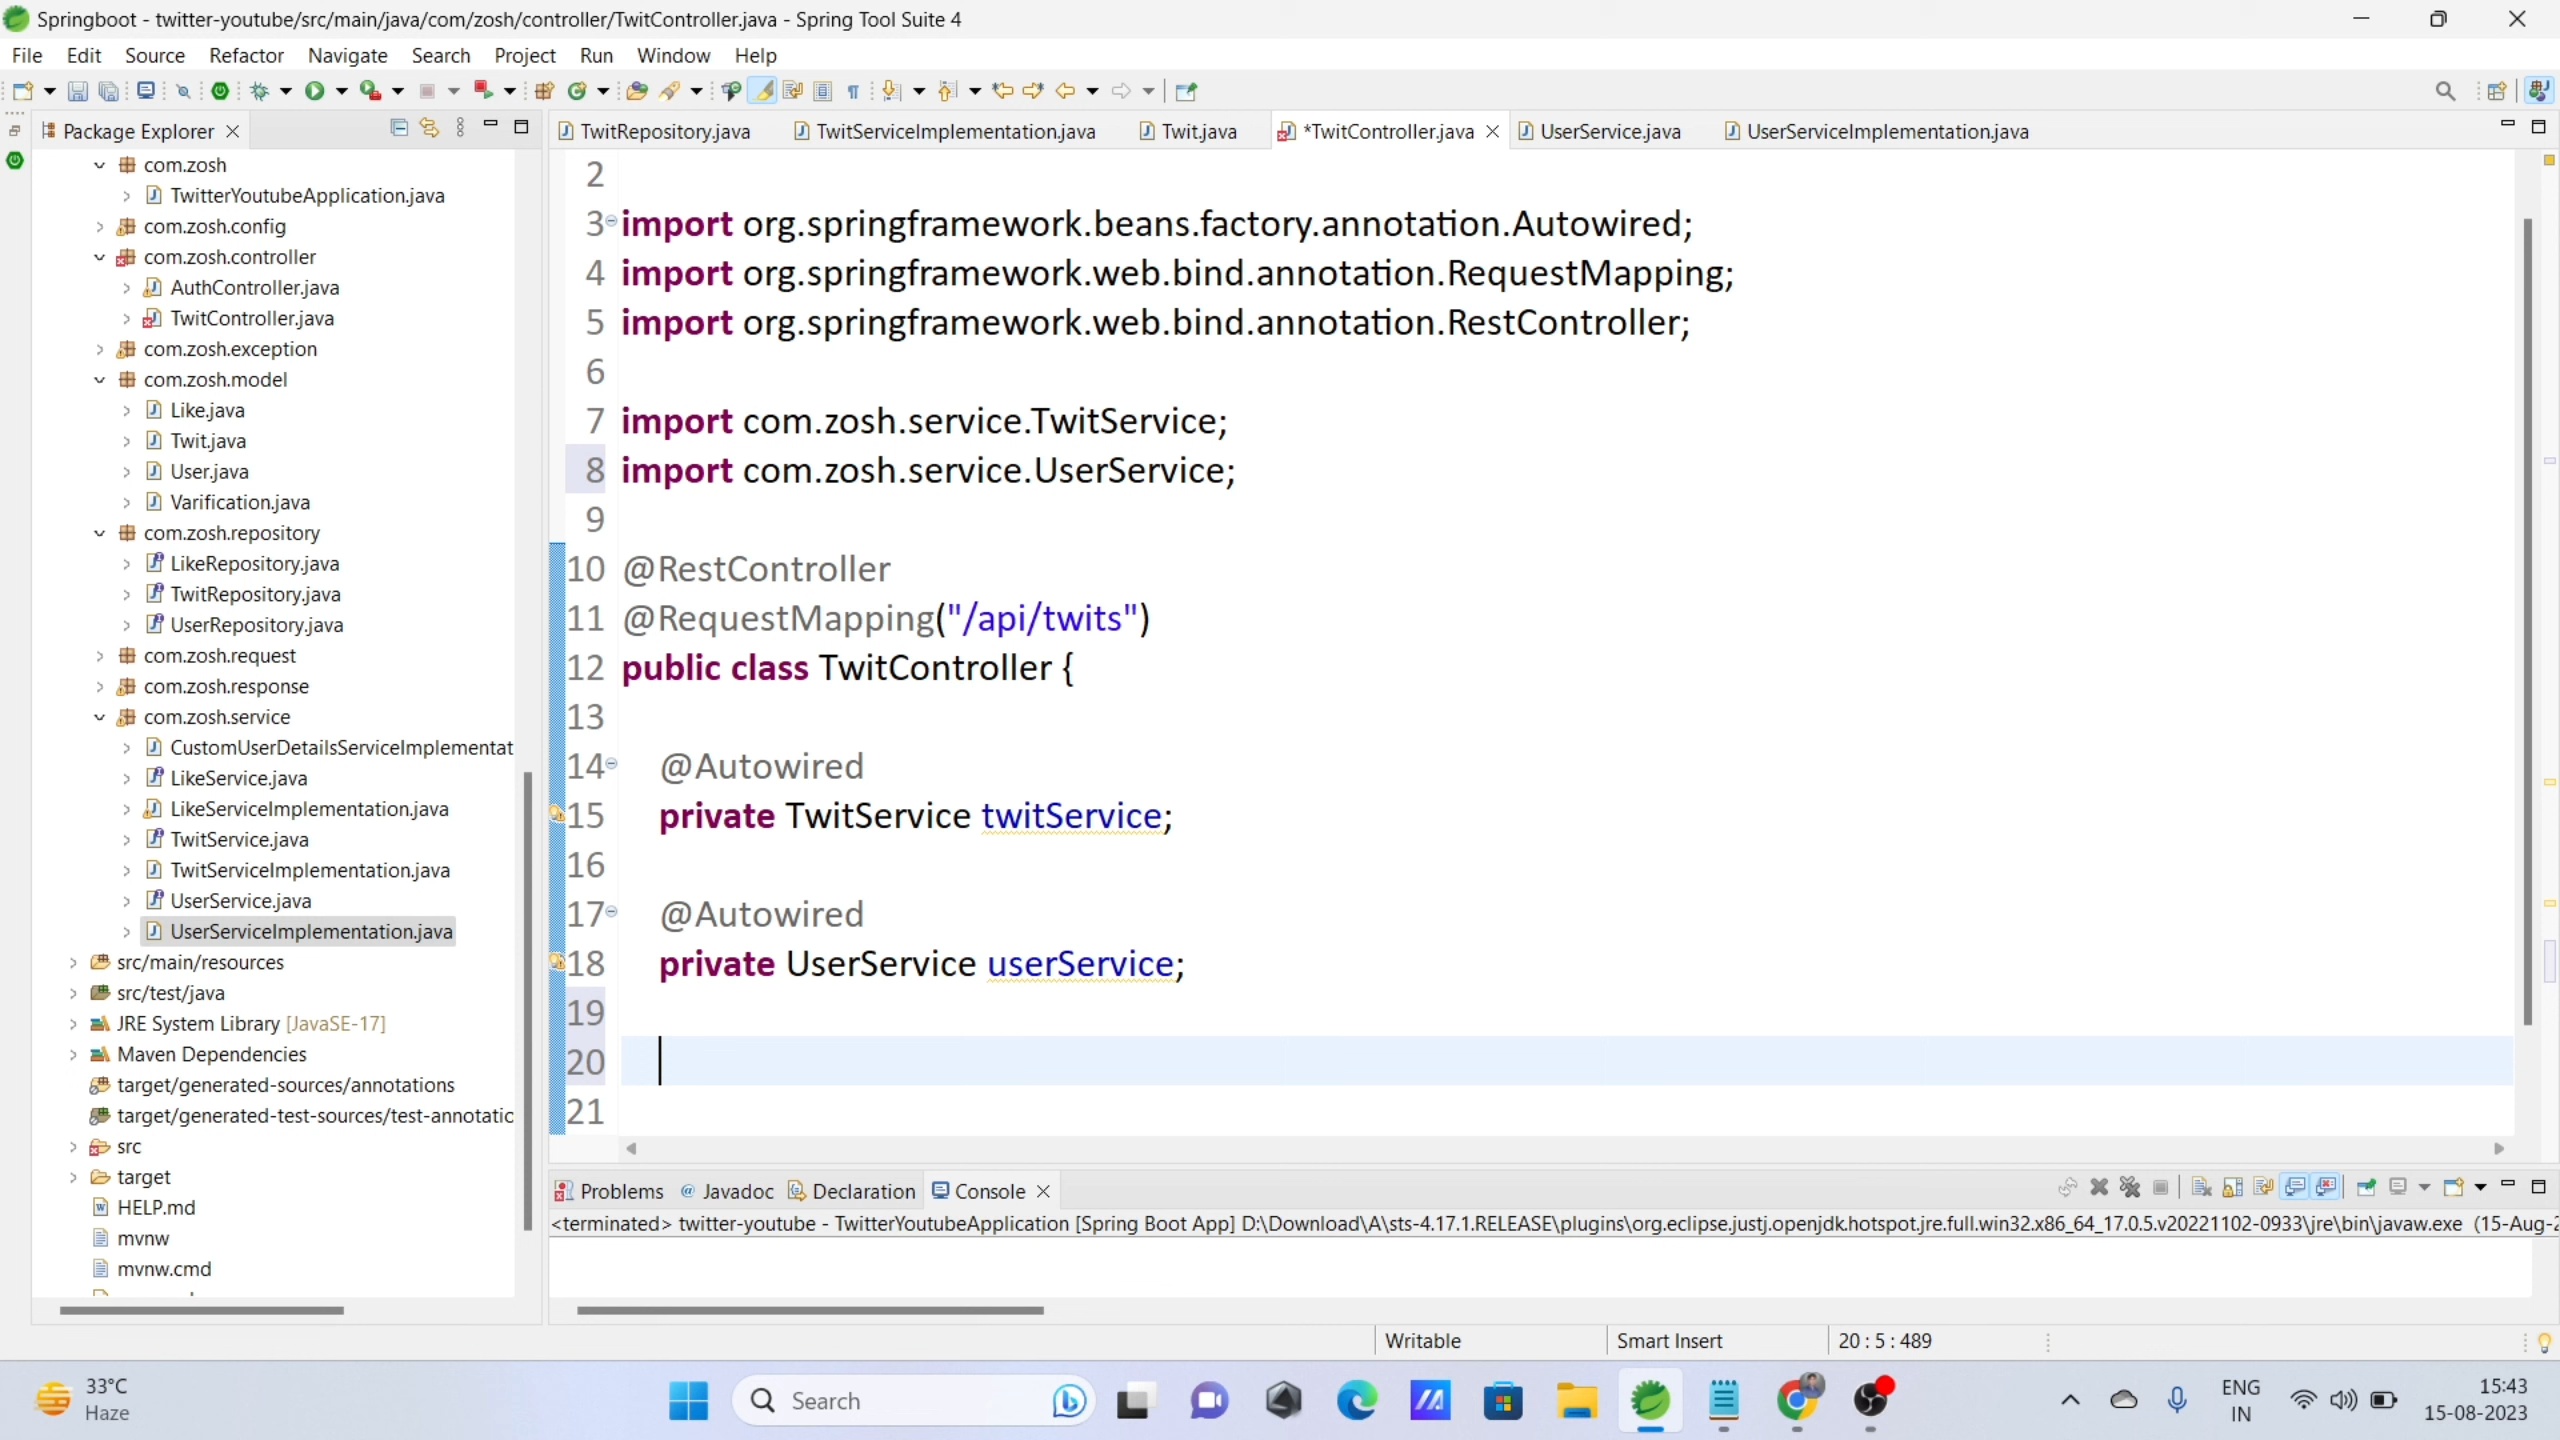 Springboot - twitter-youtube/src/main/java/com/zosh/controller/TwitController.java - Spring Tool Suite 4
File Edit Source Refactor Navigate Search Project Run Window Help
Package Explorer
com.zosh
TwitterYoutubeApplication.java
com.zosh.config
com.zosh.controller
AuthController.java
TwitController.java
com.zosh.exception
com.zosh.model
Like.java
Twit.java
User.java
Varification.java
com.zosh.repository
LikeRepository.java
TwitRepository.java
UserRepository.java
com.zosh.request
com.zosh.response
com.zosh.service
CustomUserDetailsServiceImplementat
LikeService.java
LikeServiceImplementation.java
TwitService.java
TwitServiceImplementation.java
UserService.java
UserServiceImplementation.java
src/main/resources
src/test/java
JRE System Library [JavaSE-17]
Maven Dependencies
target/generated-sources/annotations
target/generated-test-sources/test-annotatio
src
target
HELP.md
mvnw
mvnw.cmd
TwitRepository.java TwitServiceImplementation.java Twit.java *TwitController.java UserService.java UserServiceImplementation.java
2
3 import org.springframework.beans.factory.annotation.Autowired;
4 import org.springframework.web.bind.annotation.RequestMapping;
5 import org.springframework.web.bind.annotation.RestController;
6
7 import com.zosh.service.TwitService;
8 import com.zosh.service.UserService;
9
10 @RestController
11 @RequestMapping("/api/twits")
12 public class TwitController {
13
14 @Autowired
15 private TwitService twitService;
16
17 @Autowired
18 private UserService userService;
19
20
21
Problems @ Javadoc Declaration Console
<terminated> twitter-youtube - TwitterYoutubeApplication [Spring Boot App] D:\Download\A\sts-4.17.1.RELEASE\plugins\org.eclipse.justj.openjdk.hotspot.jre.full.win32.x86_64_17.0.5.v20221102-0933\jre\bin\javaw.exe (15-Aug-2
Writable Smart Insert 20 : 5 : 489
33°C
Haze
Search
ENG
IN
15:43
15-08-2023